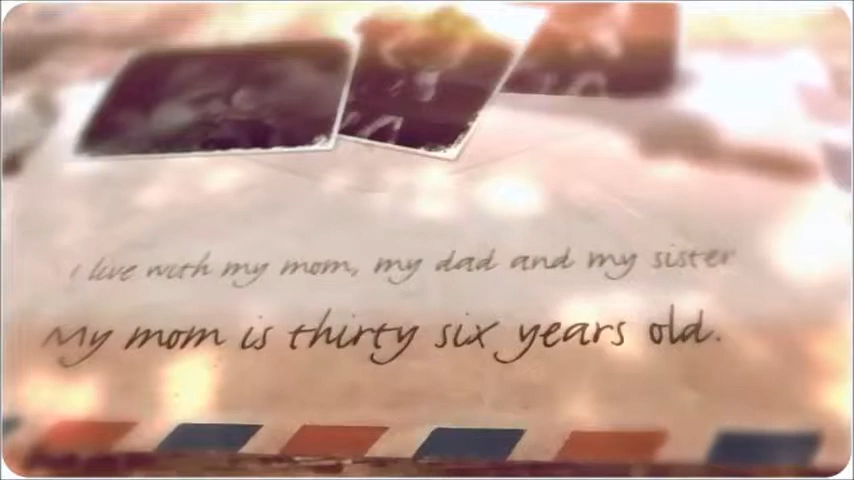 I live with my mom, my dad and my sister
My mom is thirty six years old.